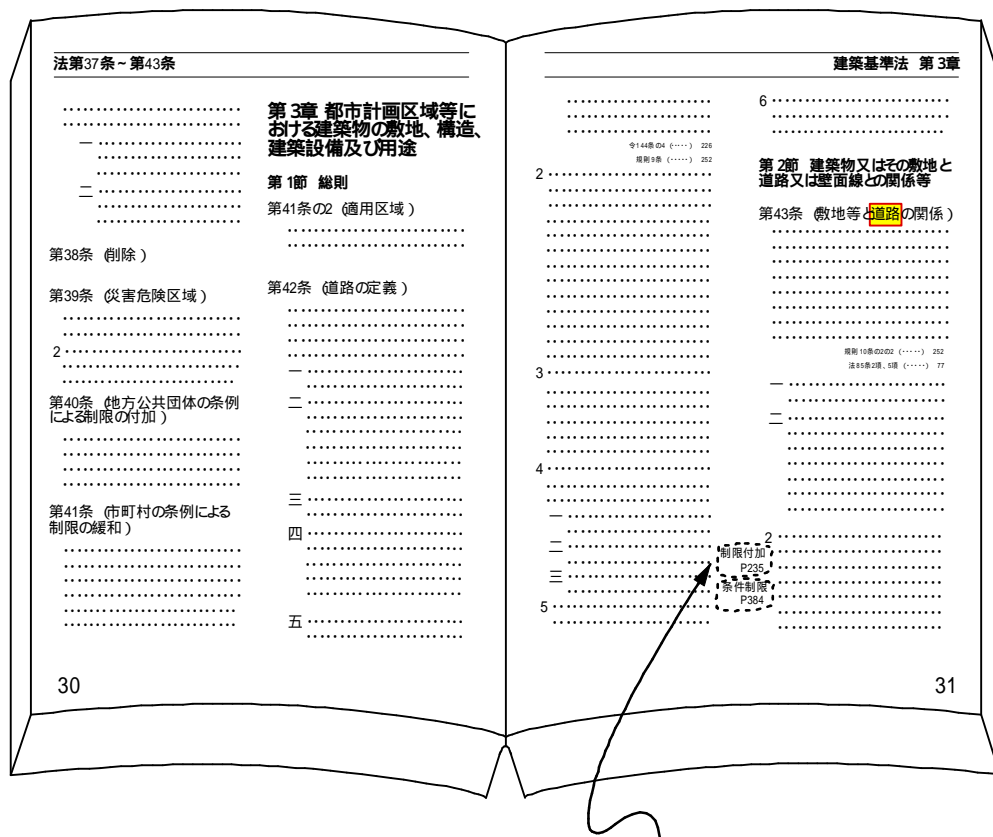 法第37条～第43条
一
二
第38条（削除）
第39条（災害危険区域）
2
第40条（地方公共団体の条例
による制限の付加）
第41条（市町村の条例による
制限の緩和）
第3章 都市計画区域等に
おける建築物の敷地、構造、
建築設備及び用途
第1節 総則
第41条の2（適用区域）
第42条（道路の定義）
一
二
三
四
五
30
建築基準法 第3章
令144条の4（‥‥‥） 226
規則9条（‥‥‥） 252
2
3
4
一
二
三
5
6
第2節 建築物又はその敷地と
道路又は壁面線との関係等
第43条（敷地等と道路の関係）
規則10条の2の2（‥‥‥） 252
法85条2項、5項（‥‥‥） 77
一
二
2
制限付加
P235
条件制限
P384
31